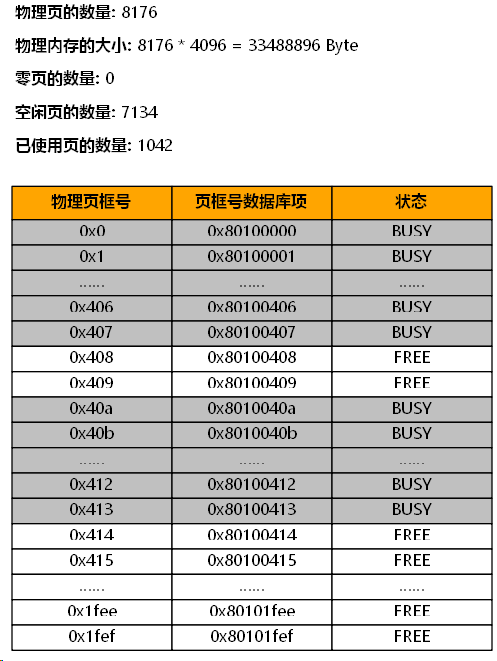 物理页的数量: 8176
物理内存的大小: 8176 * 4096 = 33488896 Byte
零页的数量: 0
空闲页的数量: 7134
已使用页的数量: 1042
物理页框号 页框号数据库项 状态
0x0 0x80100000 BUSY
0x1 0x80100001 BUSY
...... ...... ......
0x406 0x80100406 BUSY
0x407 0x80100407 BUSY
0x408 0x80100408 FREE
0x409 0x80100409 FREE
0x40a 0x8010040a BUSY
0x40b 0x8010040b BUSY
...... ...... ......
0x412 0x80100412 BUSY
0x413 0x80100413 BUSY
0x414 0x80100414 FREE
0x415 0x80100415 FREE
...... ...... ......
0x1fee 0x80101fee FREE
0x1fef 0x80101fef FREE